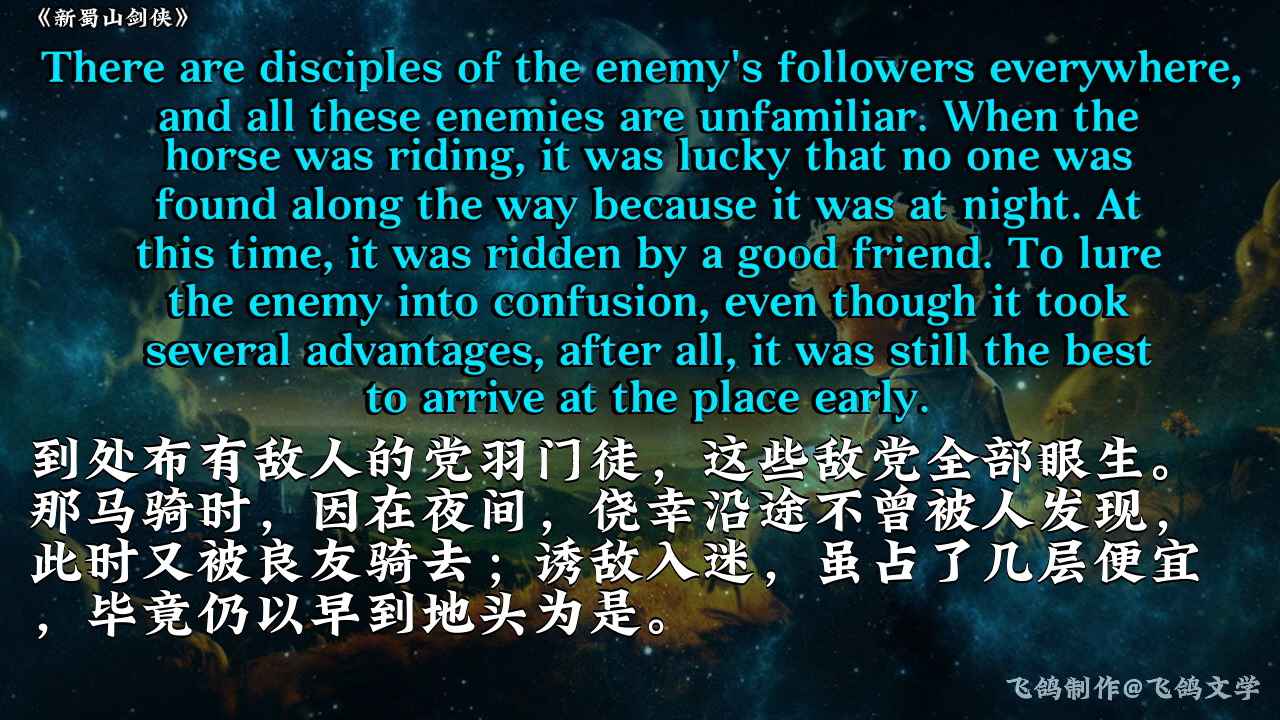 《新蜀山剑侠》
There are disciples of the enemy's followers everywhere,
and all these enemies are unfamiliar. When the
horse was riding, it was lucky that no one was
found along the way because it was at night. At
this time, it was ridden by a good friend. To lure
the enemy into confusion, even though it took
several advantages, after all, it was still the best
to arrive at the place early.
到处布有敌人的党羽门徒，这些敌党全部眼生。
那马骑时，因在夜间，侥幸沿途不曾被人发现，
此时又被良友骑去；诱敌入迷，虽占了几层便宜
，毕竟仍以早到地头为是。
飞鸽制作@飞鸽文学